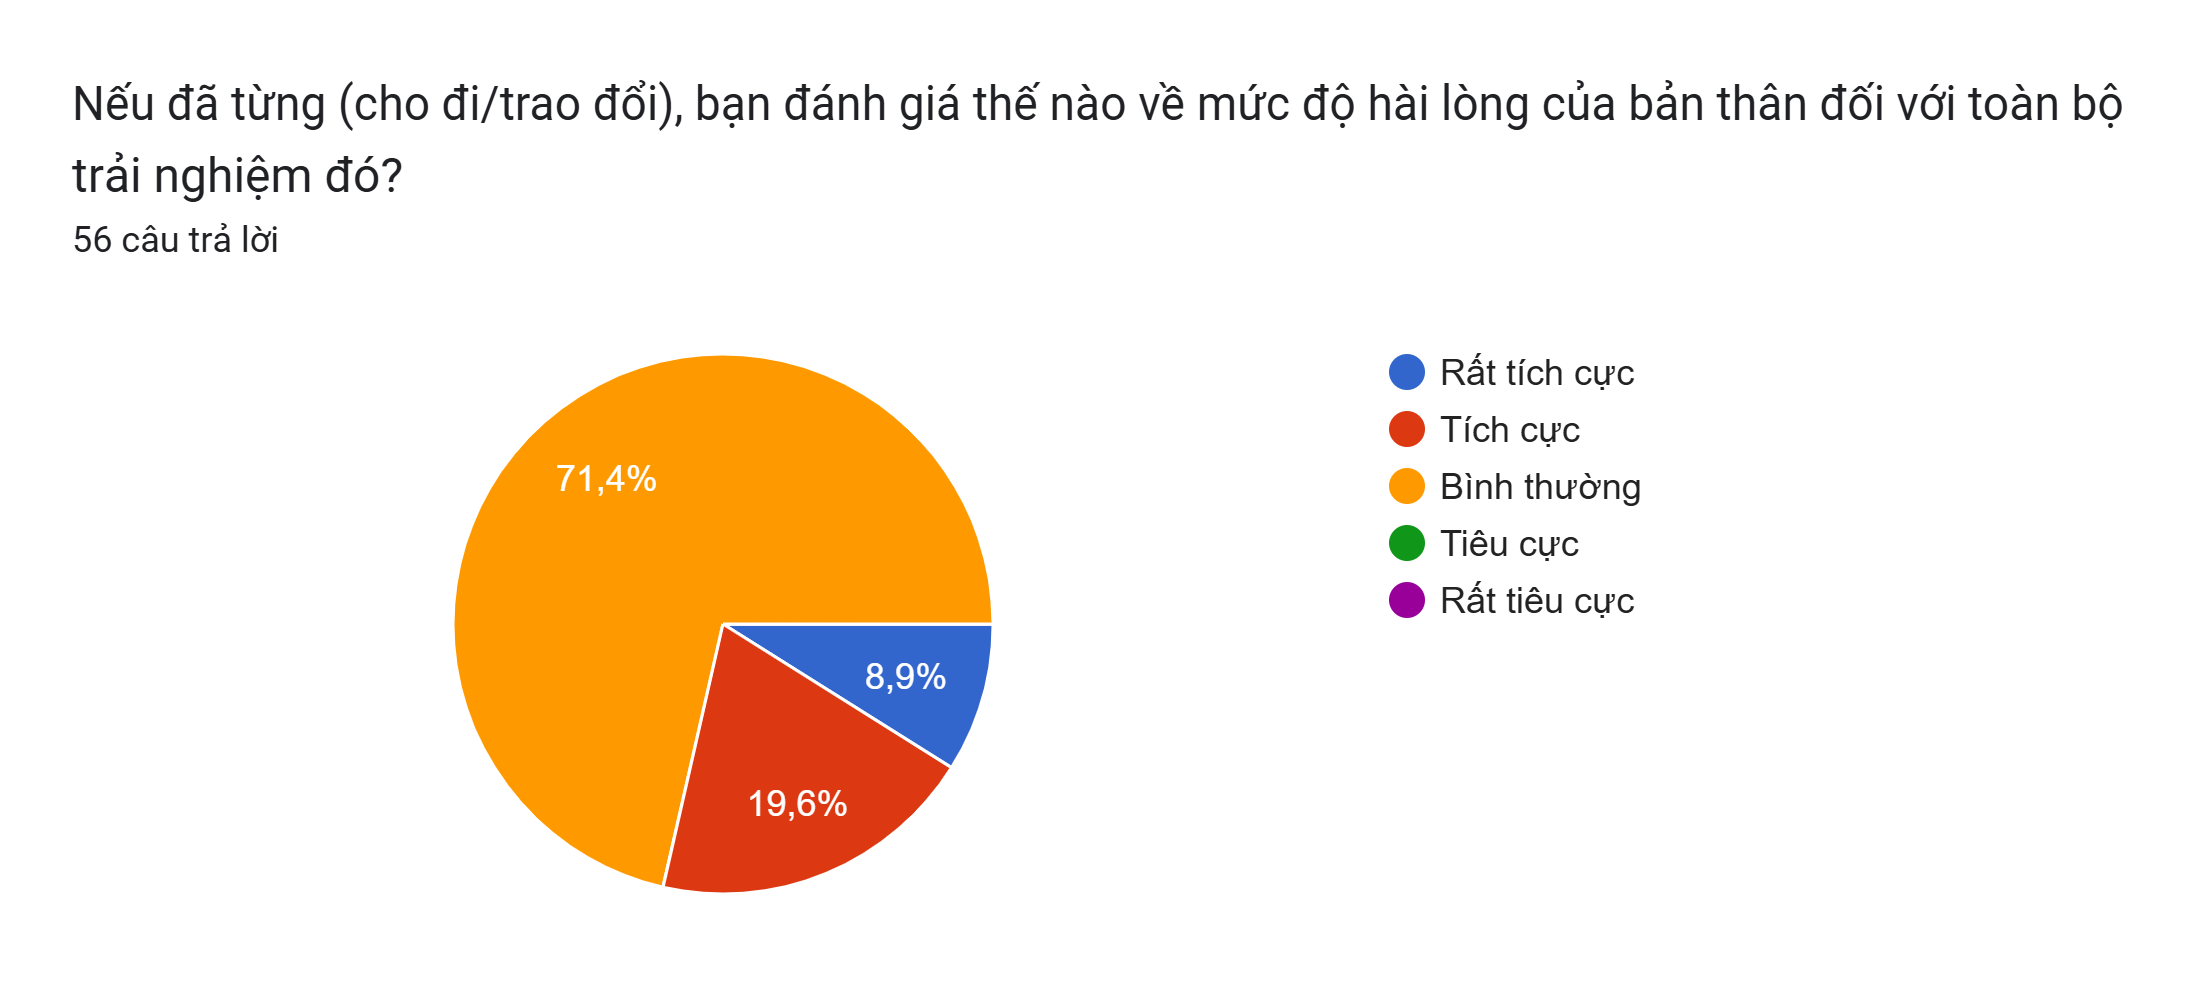 Nếu đã từng (cho đi/trao đổi), bạn đánh giá thế nào về mức độ hài lòng của bản thân đối với toàn bộ
trải nghiệm đó?
56 câu trả lời
71,4%
8,9%
19,6%
Rất tích cực
Tích cực
Bình thường
Tiêu cực
Rất tiêu cực